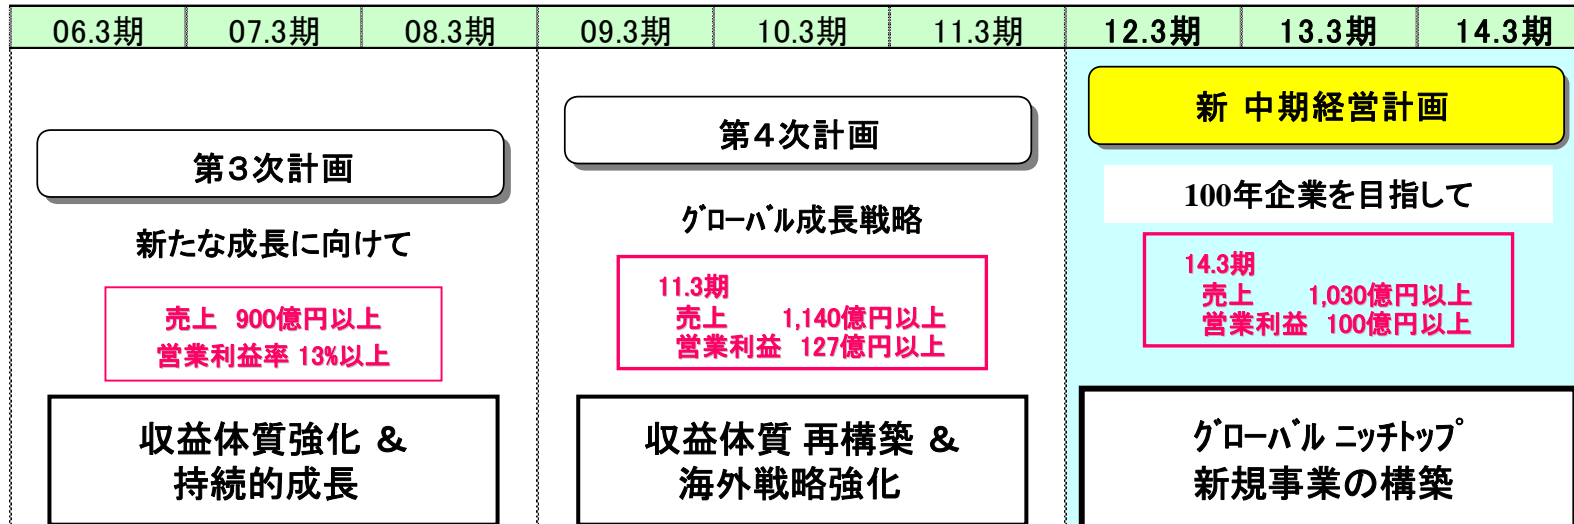 06.3期 07.3期 08.3期 09.3期 10.3期 11.3期 12.3期 13.3期 14.3期
第３次計画
新たな成長に向けて
売上 900億円以上
営業利益率 13%以上
収益体質強化 ＆
持続的成長
第４次計画
ｸﾞﾛｰﾊﾞﾙ成長戦略
11.3期
売上 1,140億円以上
営業利益 127億円以上
収益体質 再構築 ＆
海外戦略強化
新 中期経営計画
100年企業を目指して
14.3期
売上 1,030億円以上
営業利益 100億円以上
ｸﾞﾛｰﾊﾞﾙ ﾆｯﾁﾄｯﾌﾟ
新規事業の構築